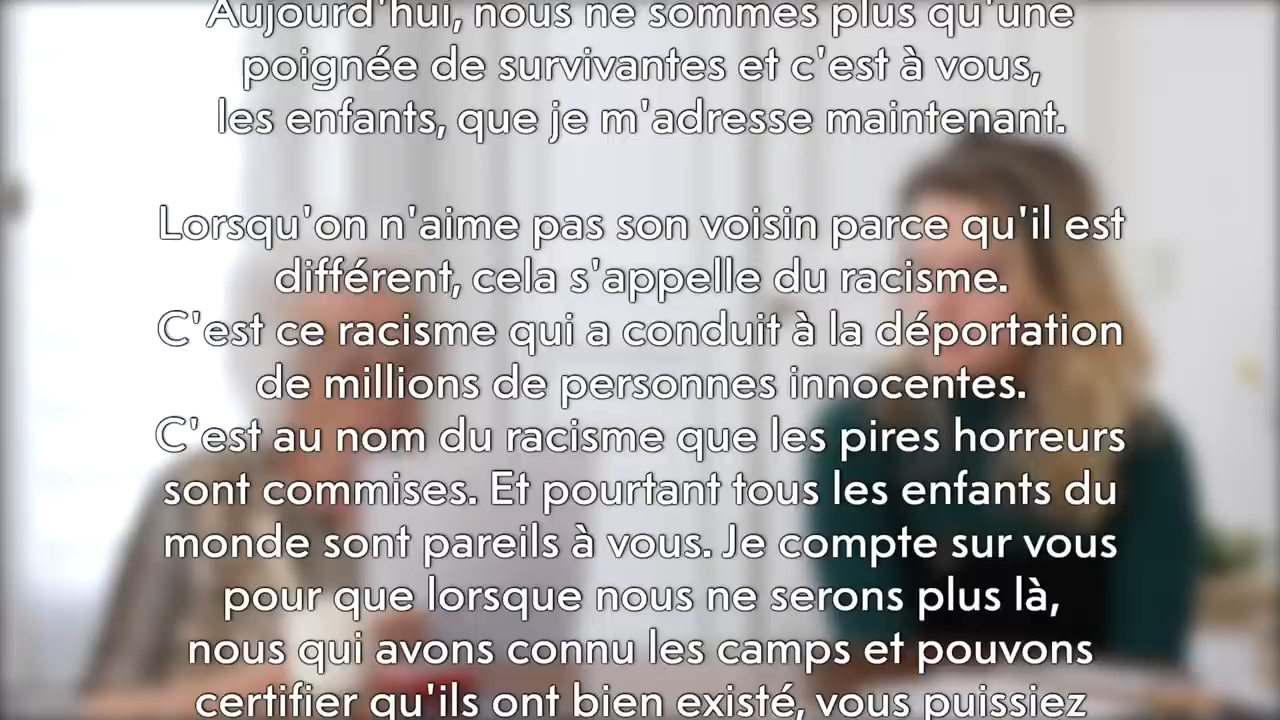 Aujourd'hui, nous ne sommes plus qu'une
poignée de survivantes et c'est à vous,
les enfants, que je m'adresse maintenant.
Lorsqu'on n'aime pas son voisin parce qu'il est
différent, cela s'appelle du racisme.
C'est ce racisme qui a conduit à la déportation
de millions de personnes innocentes.
C'est au nom du racisme que les pires horreurs
sont commises. Et pourtant tous les enfants du
monde sont pareils à vous. Je compte sur vous
pour que lorsque nous ne serons plus là,
nous qui avons connu les camps et pouvons
certifier qu'ils ont bien existé, vous puissiez